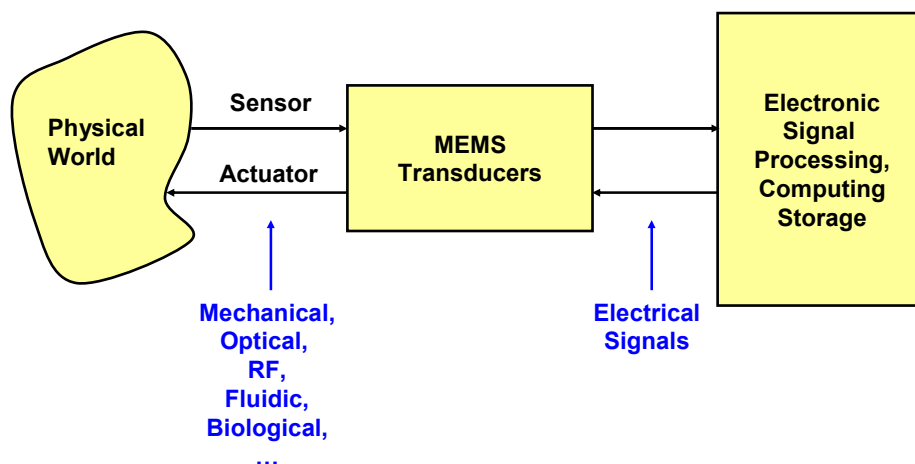 Physical
World
Sensor
Actuator
MEMS
Transducers
Electronic
Signal
Processing,
Computing
Storage
Mechanical,
Optical,
RF,
Fluidic,
Biological,
...
Electrical
Signals